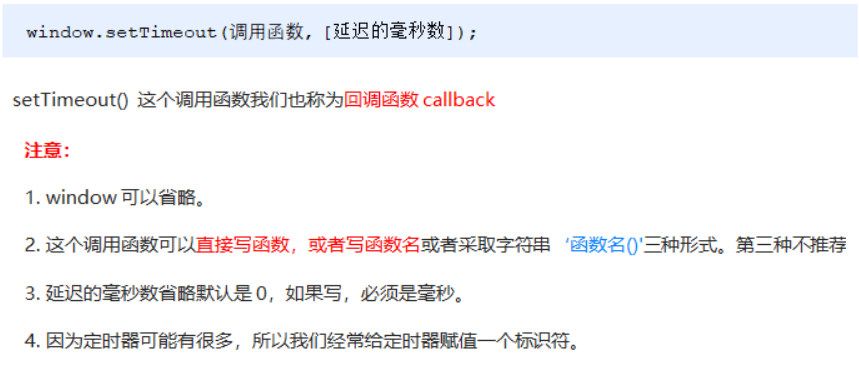 window.setTimeout(调用函数, [延迟的毫秒数]);
setTimeout() 这个调用函数我们也称为回调函数 callback
注意：
1. window 可以省略。
2. 这个调用函数可以直接写函数，或者写函数名或者采取字符串‘函数名()'三种形式。第三种不推荐
3. 延迟的毫秒数省略默认是 0，如果写，必须是毫秒。
4. 因为定时器可能有很多，所以我们经常给定时器赋值一个标识符。